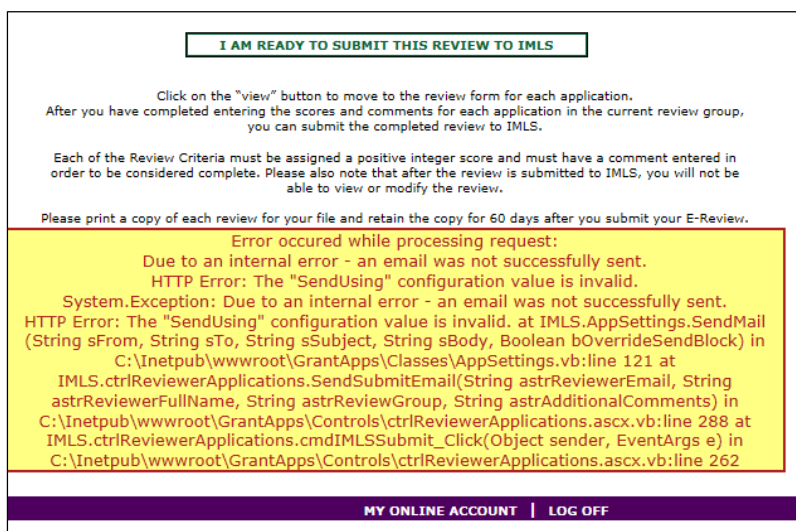 I AM READY TO SUBMIT THIS REVIEW TO IMLS
Click on the "view" button to move to the review form for each application.
After you have completed entering the scores and comments for each application in the current review group,
you can submit the completed review to IMLS.
Each of the Review Criteria must be assigned a positive integer score and must have a comment entered in
order to be considered complete. Please also note that after the review is submitted to IMLS, you will not be
able to view or modify the review.
Please print a copy of each review for your file and retain the copy for 60 days after you submit your E-Review.
Error occured while processing request:
Due to an internal error - an email was not successfully sent.
HTTP Error: The "SendUsing" configuration value is invalid.
System.Exception: Due to an internal error - an email was not successfully sent.
HTTP Error: The "SendUsing" configuration value is invalid. at IMLS.AppSettings.SendMail
(String sFrom, String sTo, String sSubject, String sBody, Boolean bOverrideSendBlock) in
C:\Inetpub\wwwroot\GrantApps\Classes\AppSettings.vb:line 121 at
IMLS.ctrlReviewerApplications.SendSubmitEmail(String astrReviewerEmail, String
astrReviewerFullName, String astrReviewGroup, String astrAdditionalComments) in
C:\Inetpub\wwwroot\GrantApps\Controls\ctrlReviewerApplications.ascx.vb:line 288 at
IMLS.ctrlReviewerApplications.cmdIMLSSubmit_Click(Object sender, EventArgs e) in
C:\Inetpub\wwwroot\GrantApps\Controls\ctrlReviewerApplications.ascx.vb:line 262
MY ONLINE ACCOUNT | LOG OFF